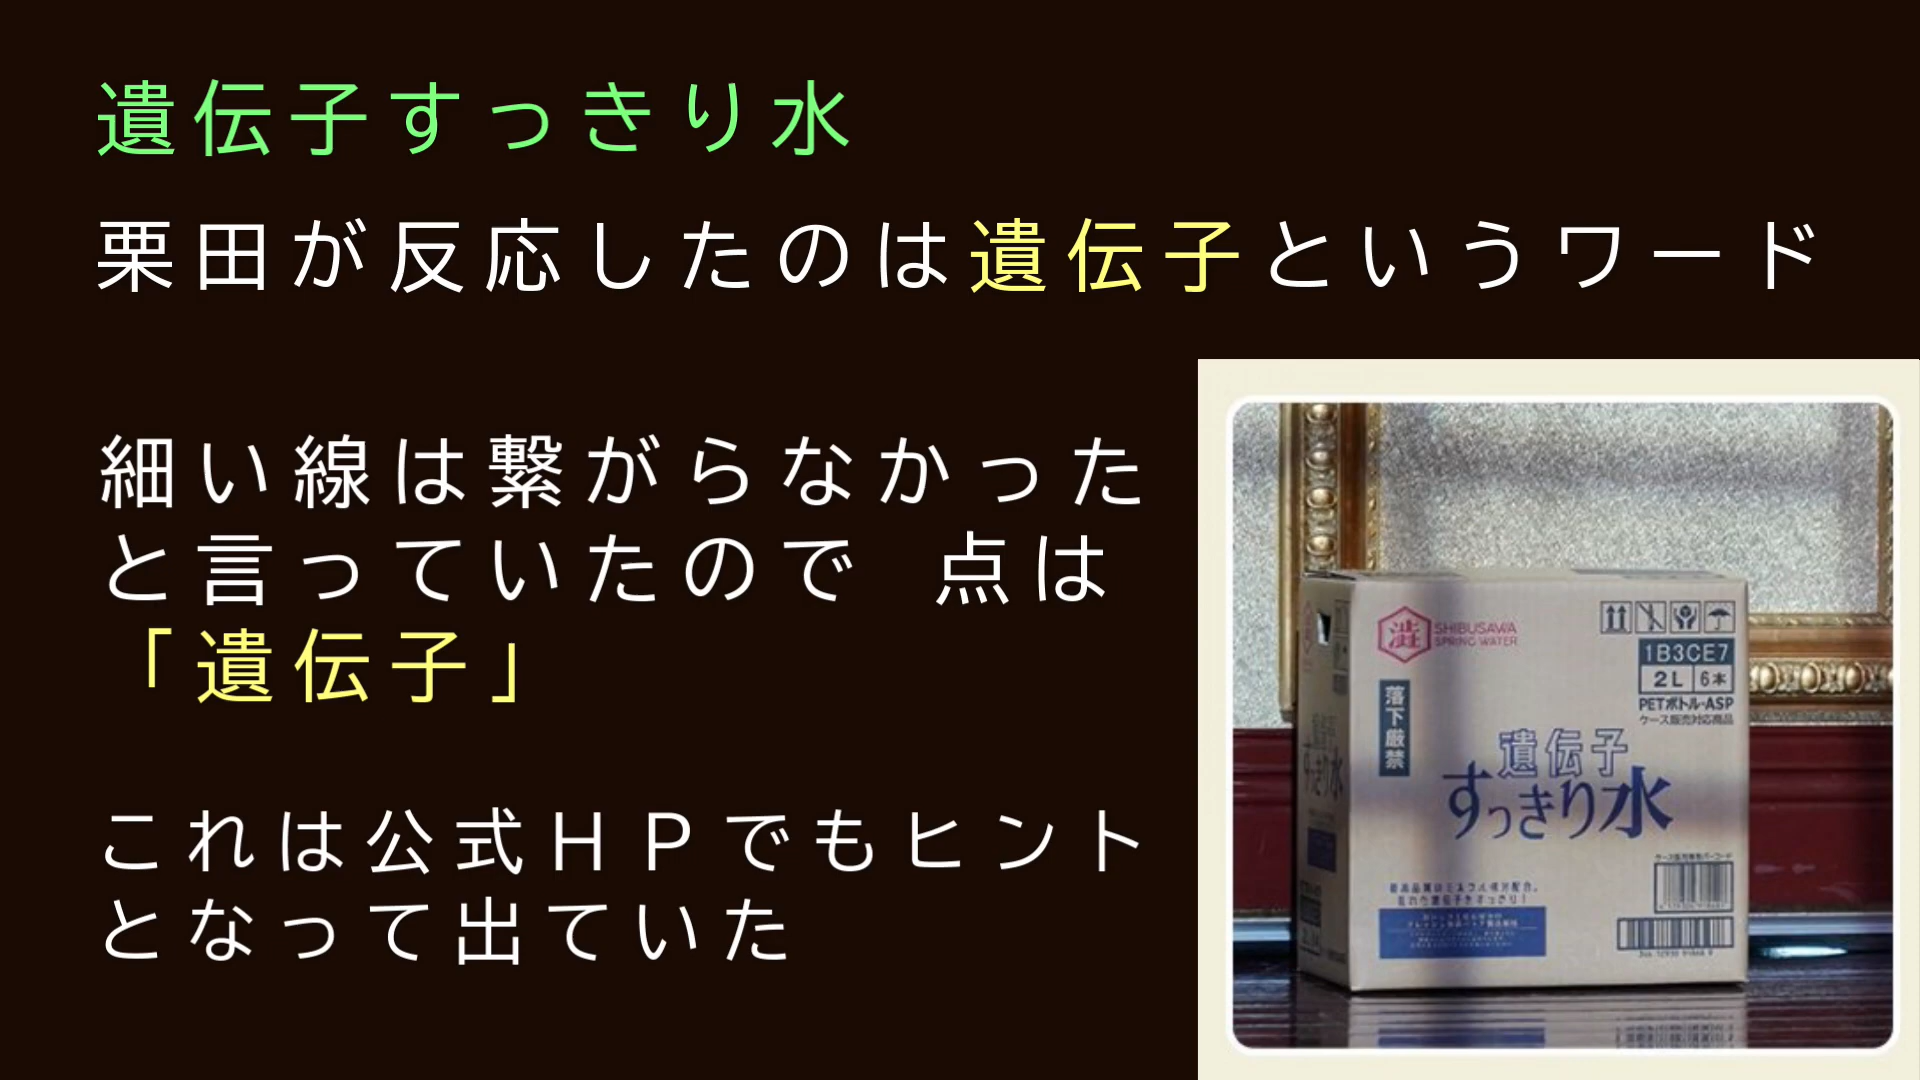 遺伝子すっきり水
栗田が反応したのは遺伝子というワード
細い線は繋がらなかった
と言っていたので 点は
「遺伝子」
これは公式ＨＰでもヒント
となって出ていた
澁
SHIBUSAWA
SPRING WATER
1B3CE7
2L 6本
PETボトル-ASP
ケース販売対応商品
落下厳禁
遺伝子
すっきり水